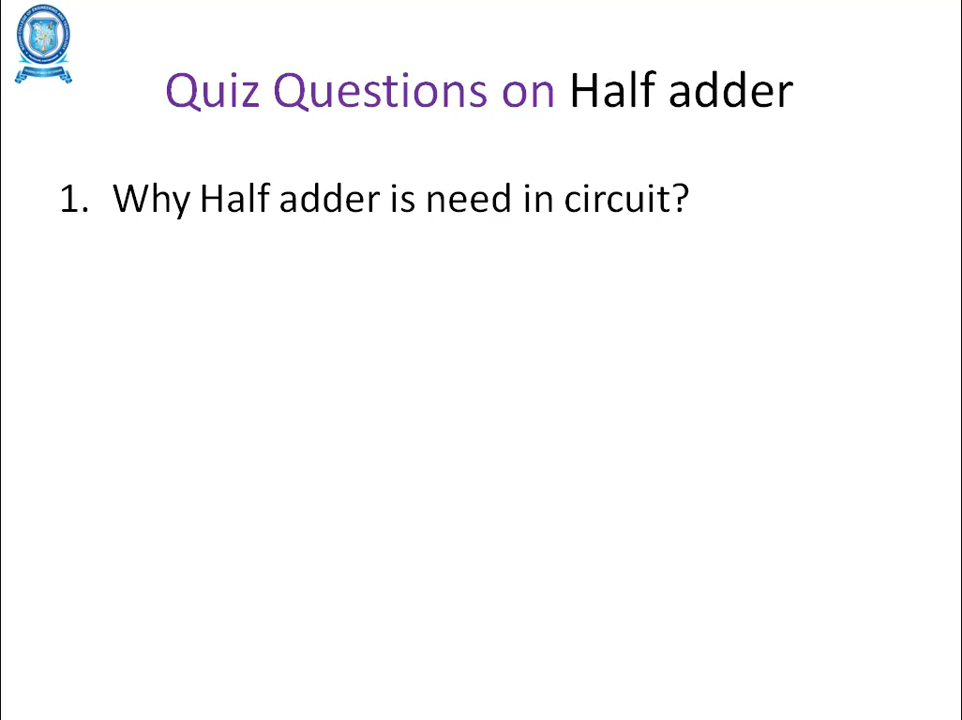 Quiz Questions on Half adder
1. Why Half adder is need in circuit?